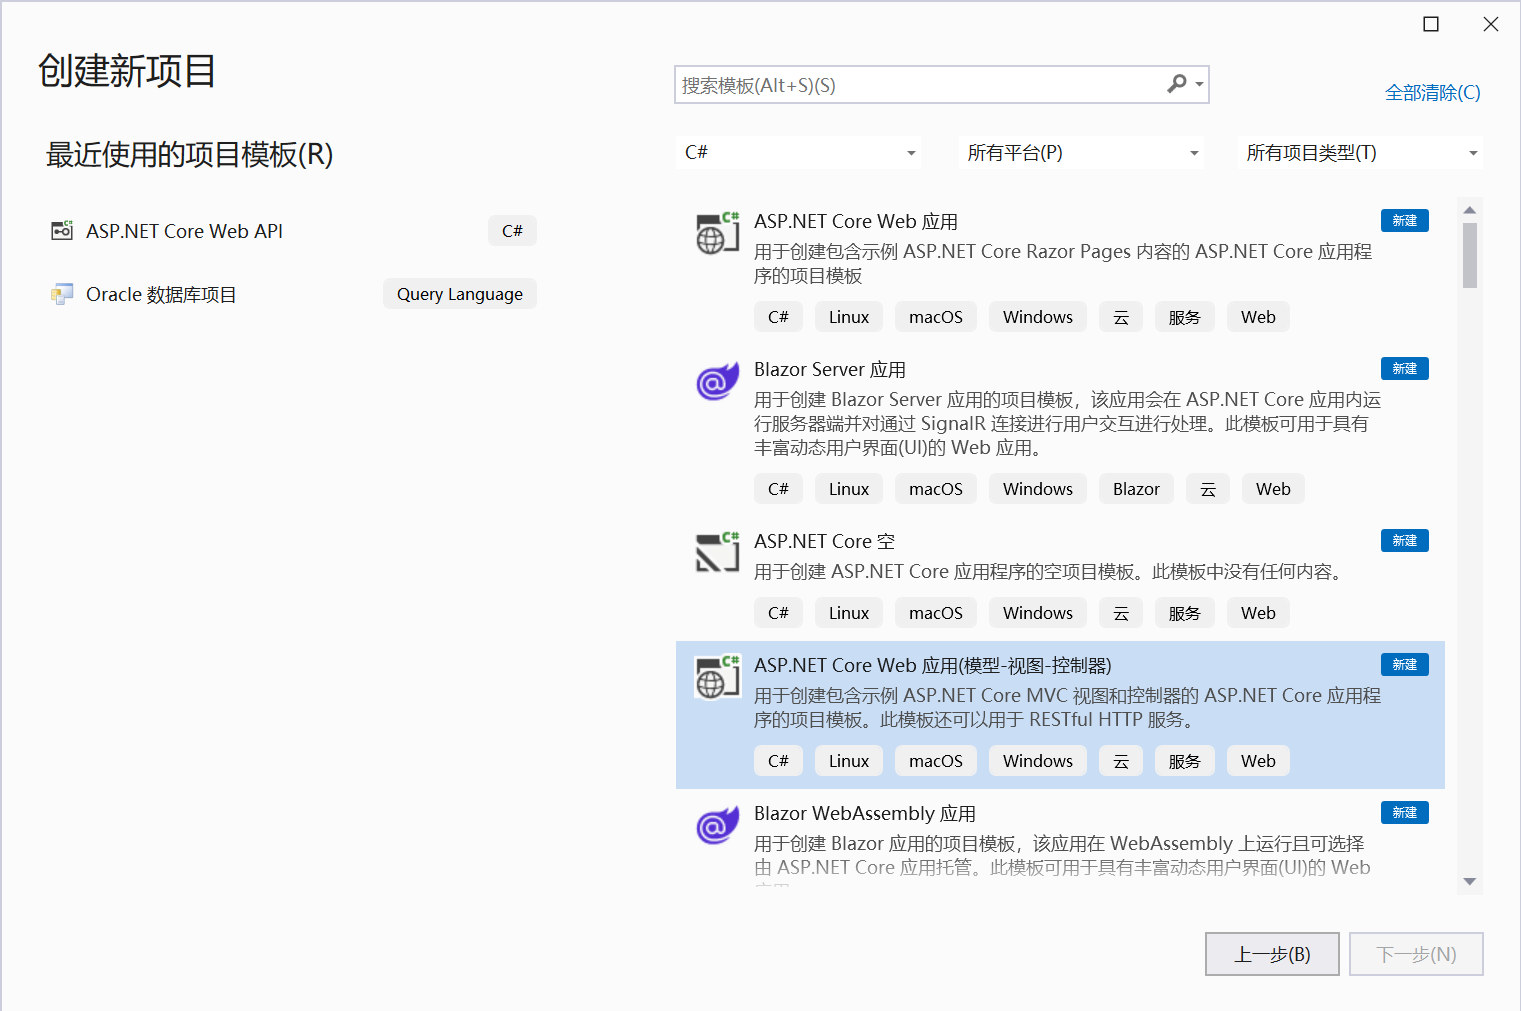 创建新项目
搜索模板(Alt+S)(S)
全部清除(C)
最近使用的项目模板(R)
C#
所有平台(P)
所有项目类型(T)
ASP.NET Core Web API
C#
Oracle 数据库项目
Query Language
ASP.NET Core Web 应用
新建
用于创建包含示例 ASP.NET Core Razor Pages 内容的 ASP.NET Core 应用程
序的项目模板
C# Linux macOS Windows 云 服务 Web
Blazor Server 应用
新建
用于创建 Blazor Server 应用的项目模板，该应用会在 ASP.NET Core 应用内运
行服务器端并对通过 SignalR 连接进行用户交互进行处理。此模板可用于具有
丰富动态用户界面(UI)的 Web 应用。
C# Linux macOS Windows Blazor 云 Web
ASP.NET Core 空
新建
用于创建 ASP.NET Core 应用程序的空项目模板。此模板中没有任何内容。
C# Linux macOS Windows 云 服务 Web
ASP.NET Core Web 应用(模型-视图-控制器)
新建
用于创建包含示例 ASP.NET Core MVC 视图和控制器的 ASP.NET Core 应用程
序的项目模板。此模板还可以用于 RESTful HTTP 服务。
C# Linux macOS Windows 云 服务 Web
Blazor WebAssembly 应用
新建
用于创建 Blazor 应用的项目模板，该应用在 WebAssembly 上运行且可选择
由 ASP.NET Core 应用托管。此模板可用于具有丰富动态用户界面(UI)的 Web
上一步(B)
下一步(N)